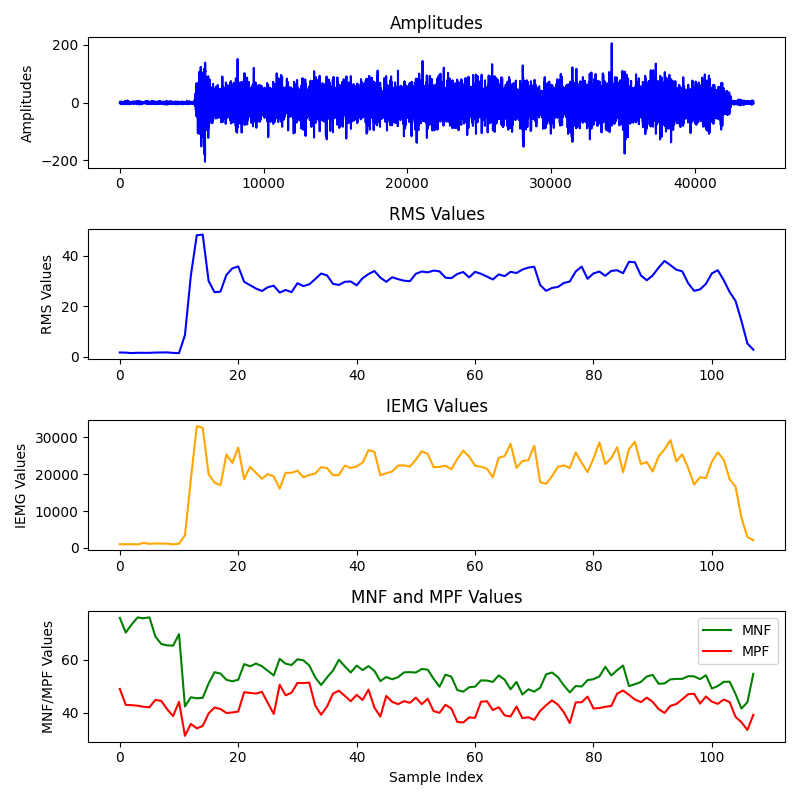 Amplitudes
Amplitudes
200
0
−200
0 10000 20000 30000 40000
RMS Values
RMS Values
40
20
0
0 20 40 60 80 100
IEMG Values
IEMG Values
30000
20000
10000
0
0 20 40 60 80 100
MNF and MPF Values
MNF/MPF Values
60
40
MNF
MPF
0 20 40 60 80 100
Sample Index